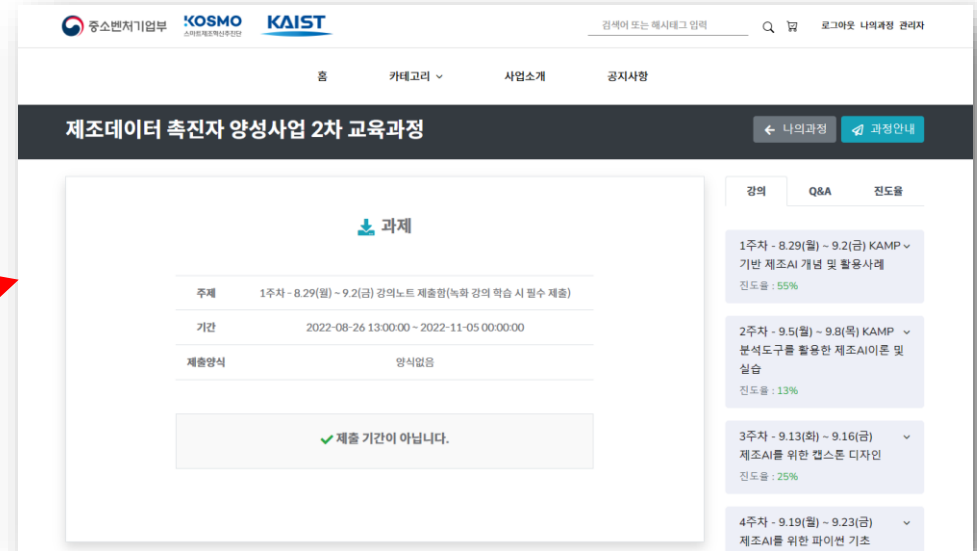 중소벤처기업부 KOSMO 스마트제조혁신추진단 KAIST 검색어 또는 해시태그 입력 로그아웃 나의과정 관리자
홈 카테고리 사업소개 공지사항
제조데이터 촉진자 양성사업 2차 교육과정 나의과정 과정안내
과제
주제 1주차 - 8.29(월) ~ 9.2(금) 강의노트 제출함(녹화 강의 학습 시 필수 제출)
기간 2022-08-26 13:00:00 ~ 2022-11-05 00:00:00
제출양식 양식없음
제출 기간이 아닙니다.
강의 Q&A 진도율
1주차 - 8.29(월) ~ 9.2(금) KAMP
기반 제조AI 개념 및 활용사례
진도율 : 55%
2주차 - 9.5(월) ~ 9.8(목) KAMP
분석도구를 활용한 제조AI이론 및
실습
진도율 : 13%
3주차 - 9.13(화) ~ 9.16(금)
제조AI를 위한 캡스톤 디자인
진도율 : 25%
4주차 - 9.19(월) ~ 9.23(금)
제조AI를 위한 파이썬 기초